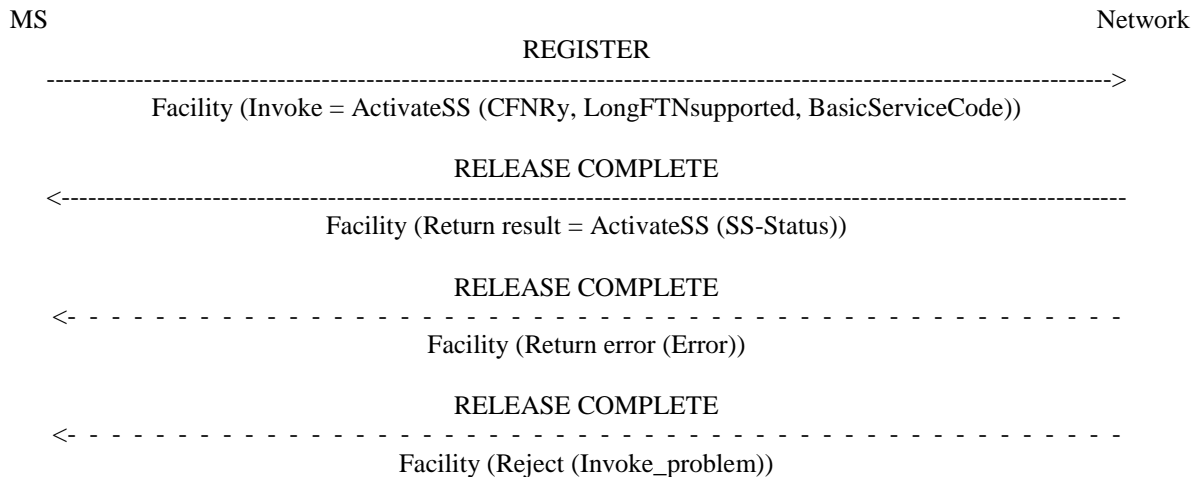 MS Network
REGISTER
Facility (Invoke = ActivateSS (CFNRy, LongFTNsupported, BasicServiceCode))
RELEASE COMPLETE
Facility (Return result = ActivateSS (SS-Status))
RELEASE COMPLETE
Facility (Return error (Error))
RELEASE COMPLETE
Facility (Reject (Invoke_problem))